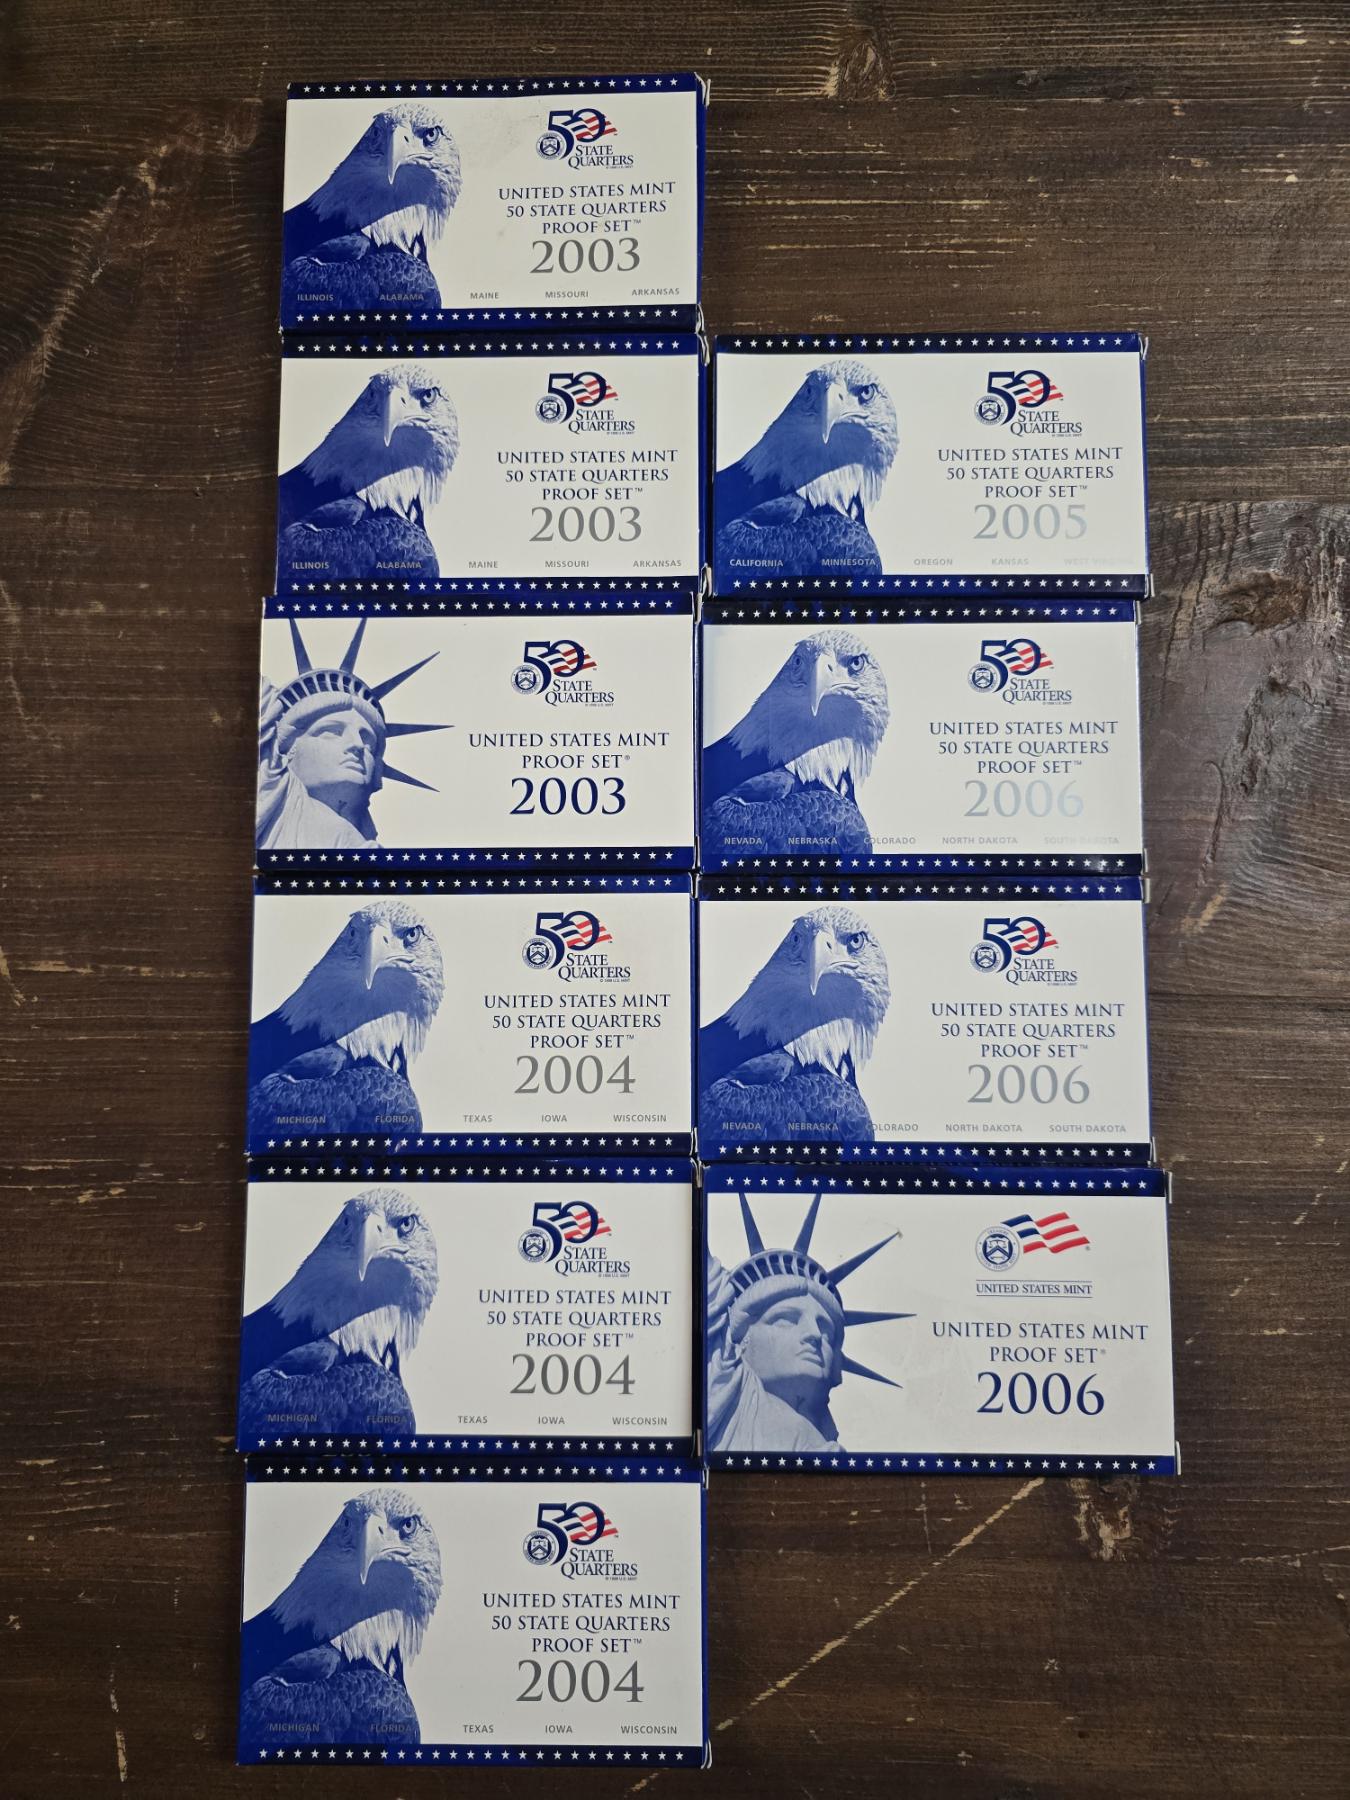 50
STATE
QUARTERS
UNITED STATES MINT
50 STATE QUARTERS
PROOF SET™
2003
ILLINOIS ALABAMA MAINE MISSOURI ARKANSAS
50
STATE
QUARTERS
UNITED STATES MINT
50 STATE QUARTERS
PROOF SET™
2003
ILLINOIS ALABAMA MAINE MISSOURI ARKANSAS
50
STATE
QUARTERS
UNITED STATES MINT
PROOF SET®
2003
50
STATE
QUARTERS
UNITED STATES MINT
50 STATE QUARTERS
PROOF SET™
2004
MICHIGAN FLORIDA TEXAS IOWA WISCONSIN
50
STATE
QUARTERS
UNITED STATES MINT
50 STATE QUARTERS
PROOF SET™
2004
MICHIGAN FLORIDA TEXAS IOWA WISCONSIN
50
STATE
QUARTERS
UNITED STATES MINT
50 STATE QUARTERS
PROOF SET™
2004
MICHIGAN FLORIDA TEXAS IOWA WISCONSIN
50
STATE
QUARTERS
UNITED STATES MINT
50 STATE QUARTERS
PROOF SET™
2005
CALIFORNIA MINNESOTA OREGON KANSAS WEST VIRGINIA
50
STATE
QUARTERS
UNITED STATES MINT
50 STATE QUARTERS
PROOF SET™
2006
NEVADA NEBRASKA COLORADO NORTH DAKOTA SOUTH DAKOTA
50
STATE
QUARTERS
UNITED STATES MINT
50 STATE QUARTERS
PROOF SET™
2006
NEVADA NEBRASKA COLORADO NORTH DAKOTA SOUTH DAKOTA
UNITED STATES MINT
UNITED STATES MINT
PROOF SET®
2006